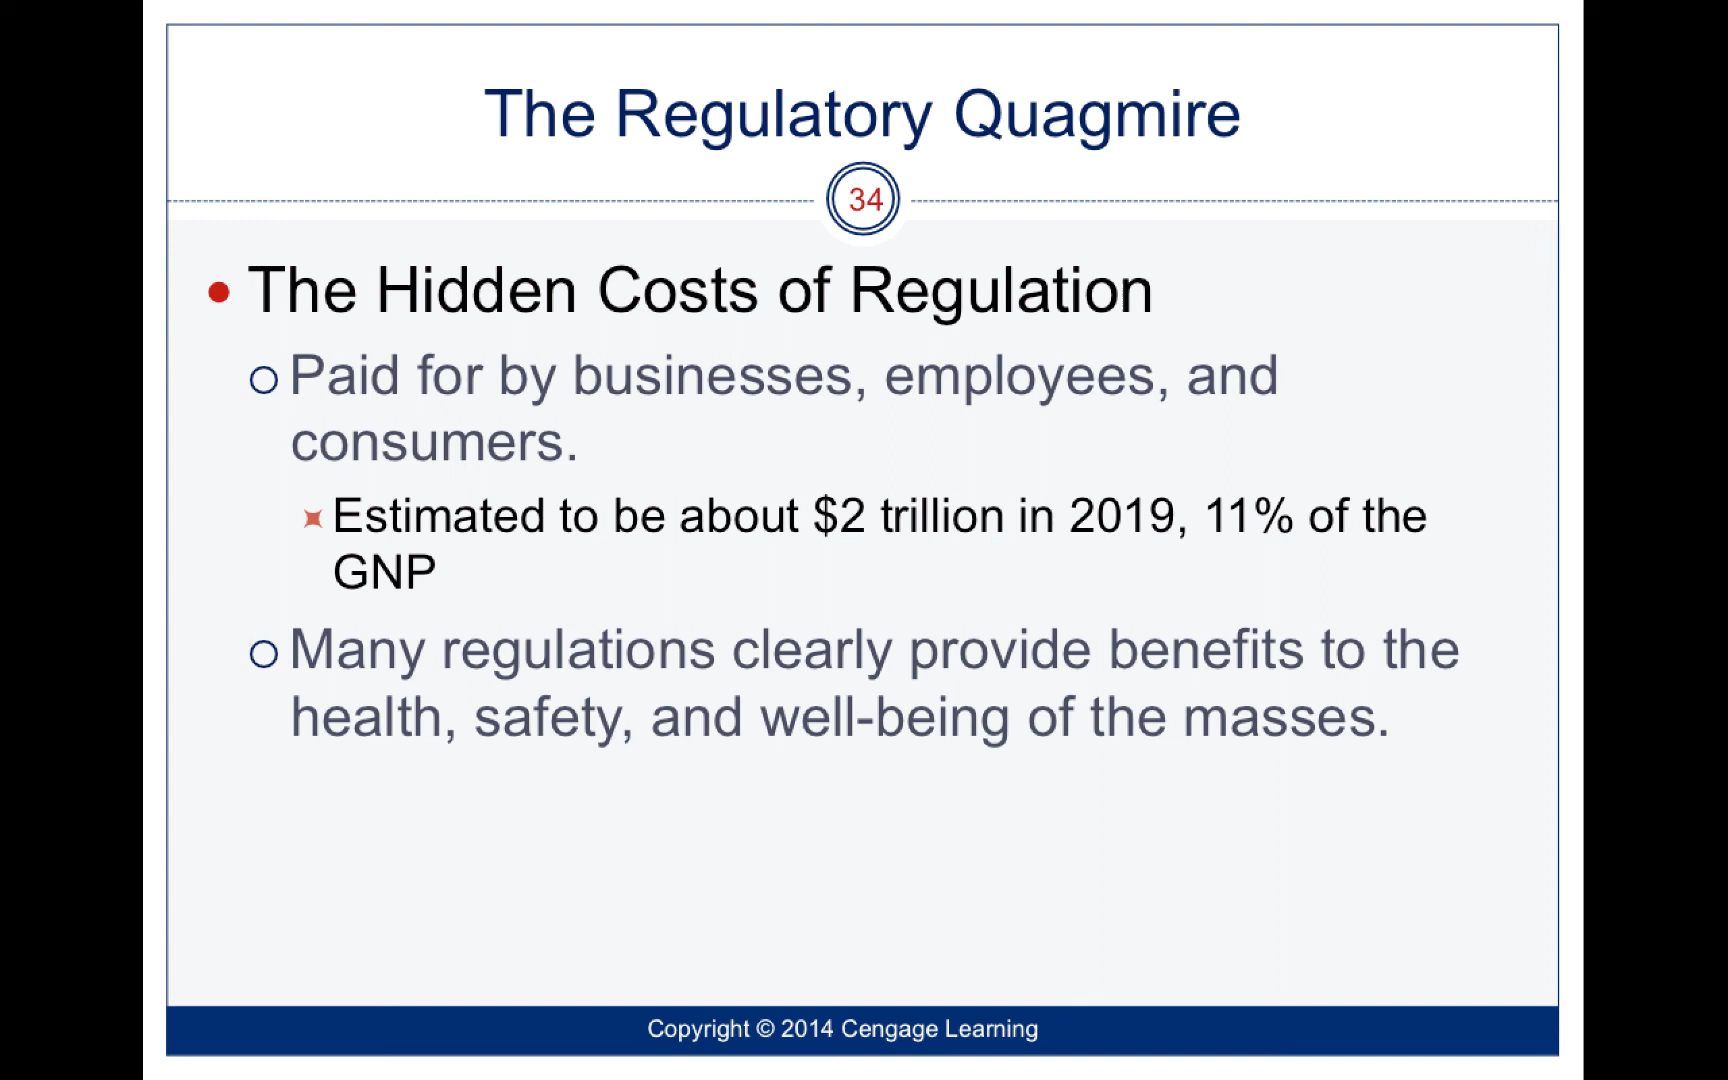 The Regulatory Quagmire
34
The Hidden Costs of Regulation
Paid for by businesses, employees, and
consumers.
Estimated to be about $2 trillion in 2019, 11% of the
GNP
Many regulations clearly provide benefits to the
health, safety, and well-being of the masses.
Copyright © 2014 Cengage Learning